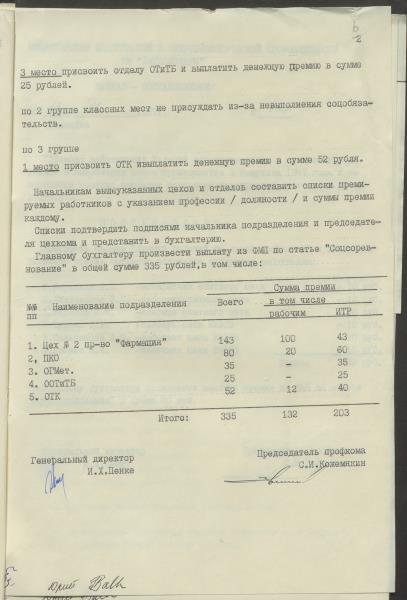 2
3 место присвоить отделу ОТиТБ и выплатить денежную премию в сумме
25 рублей.
по 2 группе классных мест не присуждать из-за невыполнения соцобяза-
тельств.
по 3 группе
1 место присвоить ОТК ивыплатить денежную премию в сумме 52 рубля.
Начальникам вышеуказанных цехов и отделов составить списки преми-
руемых работников с указанием профессии / должности / и суммы премии
каждому.
Списки подтвердить подписями начальника подразделения и председате-
ля цехкома и представить в бухгалтерию.
Главному бухгалтеру произвести выплату из ФМП по статье "Соцсорев-
нование" в общей сумме 335 рублей,в том числе:
№№ пп Наименование подразделения Всего Сумма премии
в том числе
рабочим ИТР
1. Цех № 2 пр-во "Фармация" 143 100 43
2, ПКО 80 20 60
3. ОГМет. 35 - 35
4. ООТиТБ 25 - 25
5. ОТК 52 12 40
Итого: 335 132 203
Генеральный директор Председатель профкома
И.Х.Пенке С.И.Кожемякин
Юрист